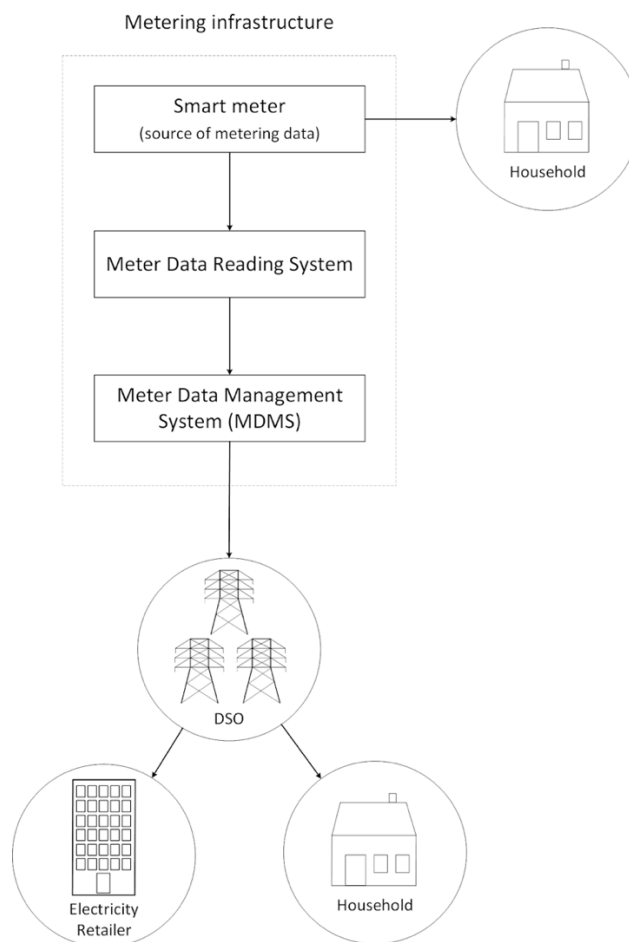 Metering infrastructure
Smart meter
(source of metering data)
Household
Meter Data Reading System
Meter Data Management
System (MDMS)
DSO
Electricity
Retailer
Household